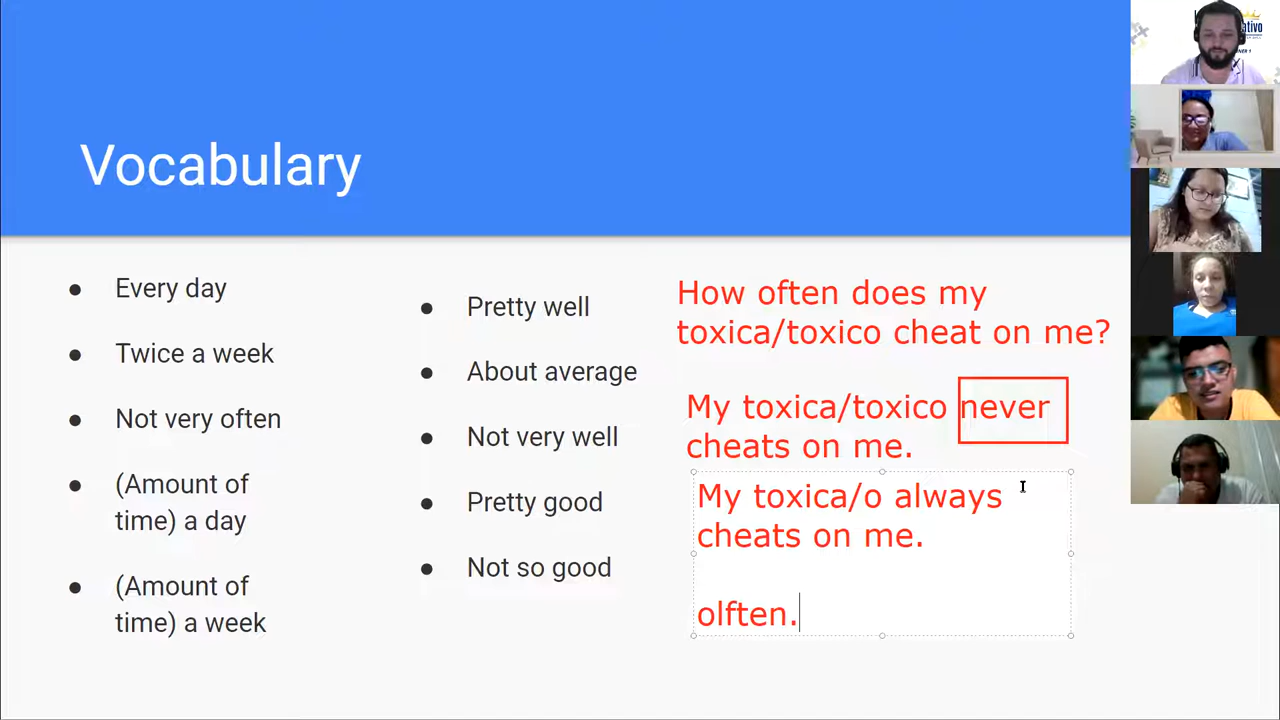 Vocabulary
Every day
Twice a week
Not very often
(Amount of
time) a day
(Amount of
time) a week
Pretty well
About average
Not very well
Pretty good
Not so good
How often does my
toxica/toxico cheat on me?
My toxica/toxico never
cheats on me.
My toxica/o always
cheats on me.
olften.